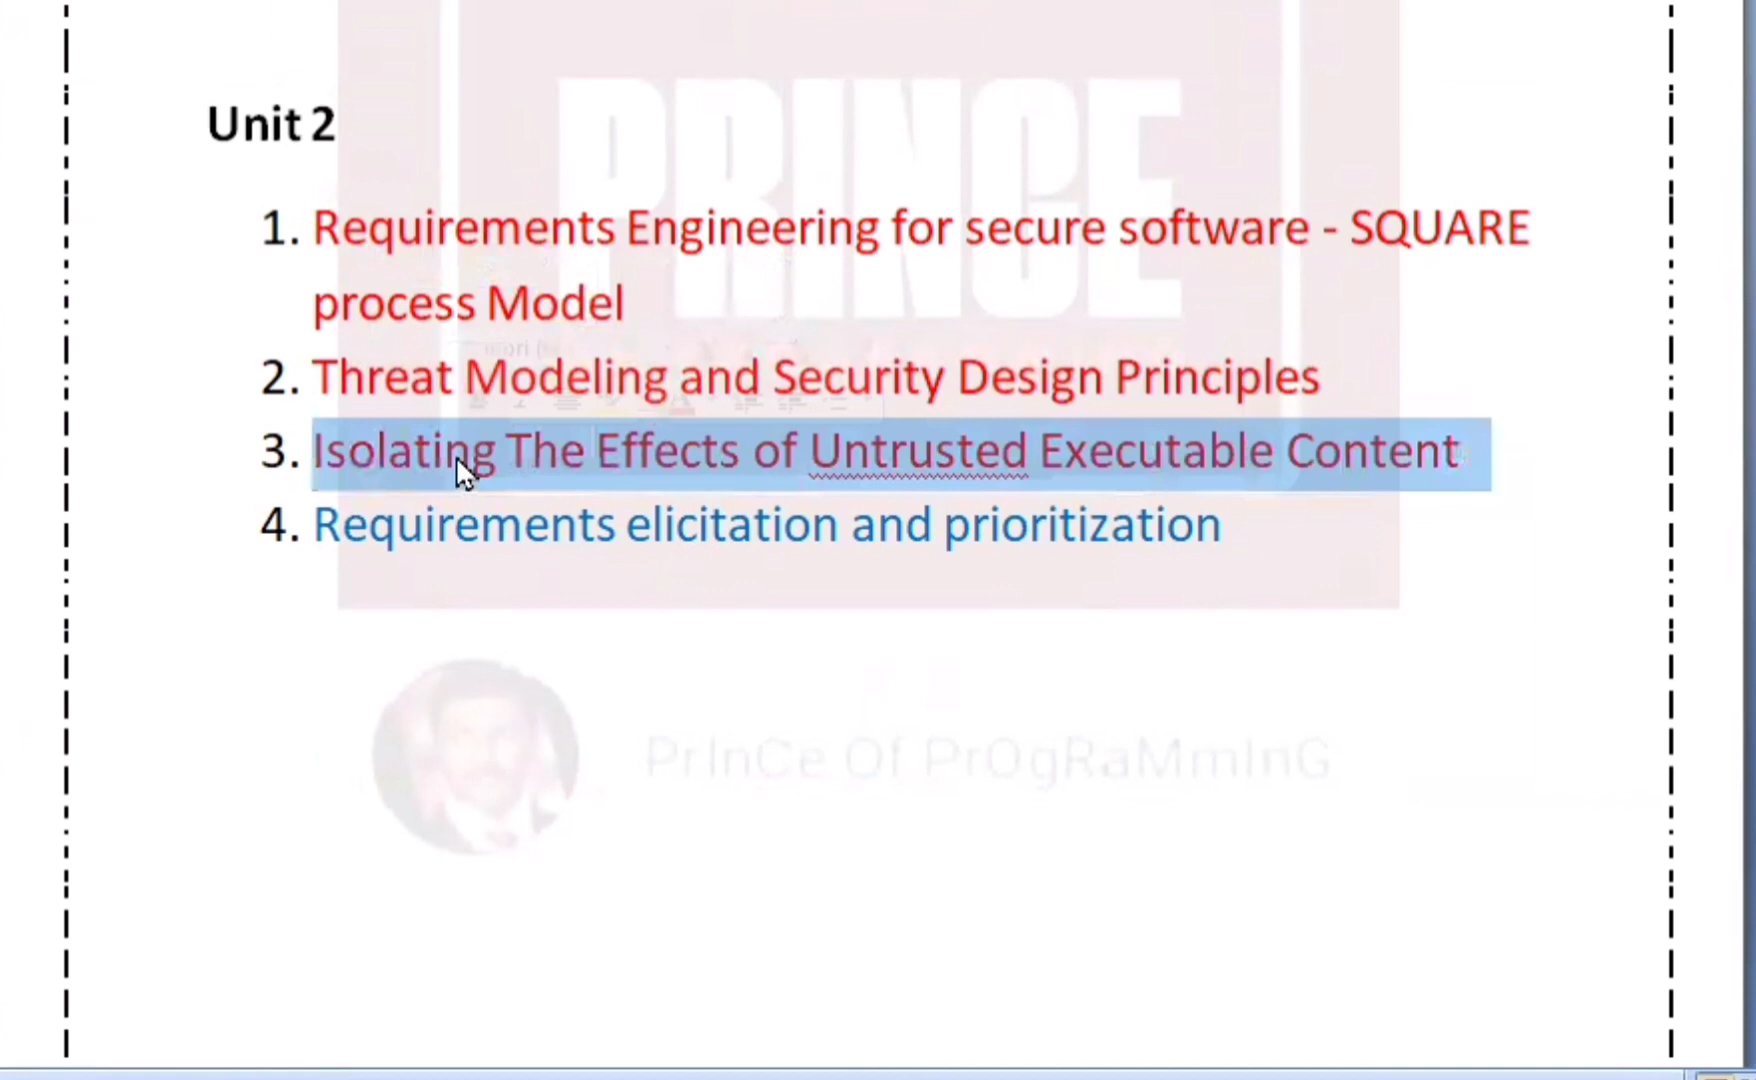 PRINCE
Unit 2
1. Requirements Engineering for secure software - SQUARE
process Model
2. Threat Modeling and Security Design Principles
3. Isolating The Effects of Untrusted Executable Content
4. Requirements elicitation and prioritization
PrInCe Of PrOgRaMmInG